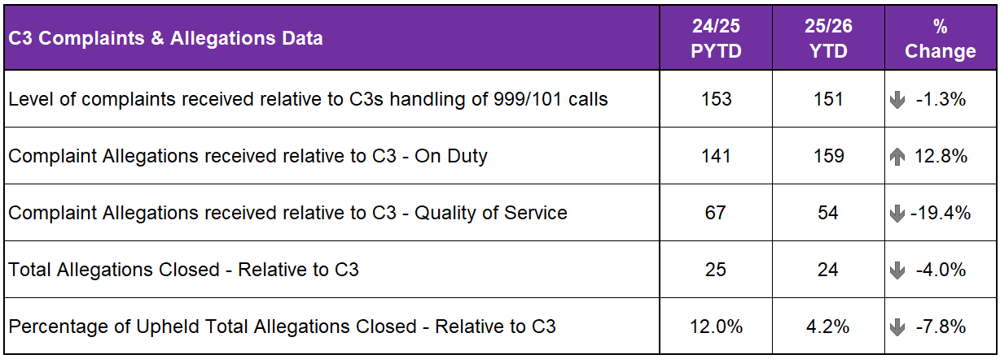 C3 Complaints & Allegations Data 24/25 PYTD 25/26 YTD % Change
Level of complaints received relative to C3s handling of 999/101 calls 153 151 -1.3%
Complaint Allegations received relative to C3 - On Duty 141 159 12.8%
Complaint Allegations received relative to C3 - Quality of Service 67 54 -19.4%
Total Allegations Closed - Relative to C3 25 24 -4.0%
Percentage of Upheld Total Allegations Closed - Relative to C3 12.0% 4.2% -7.8%